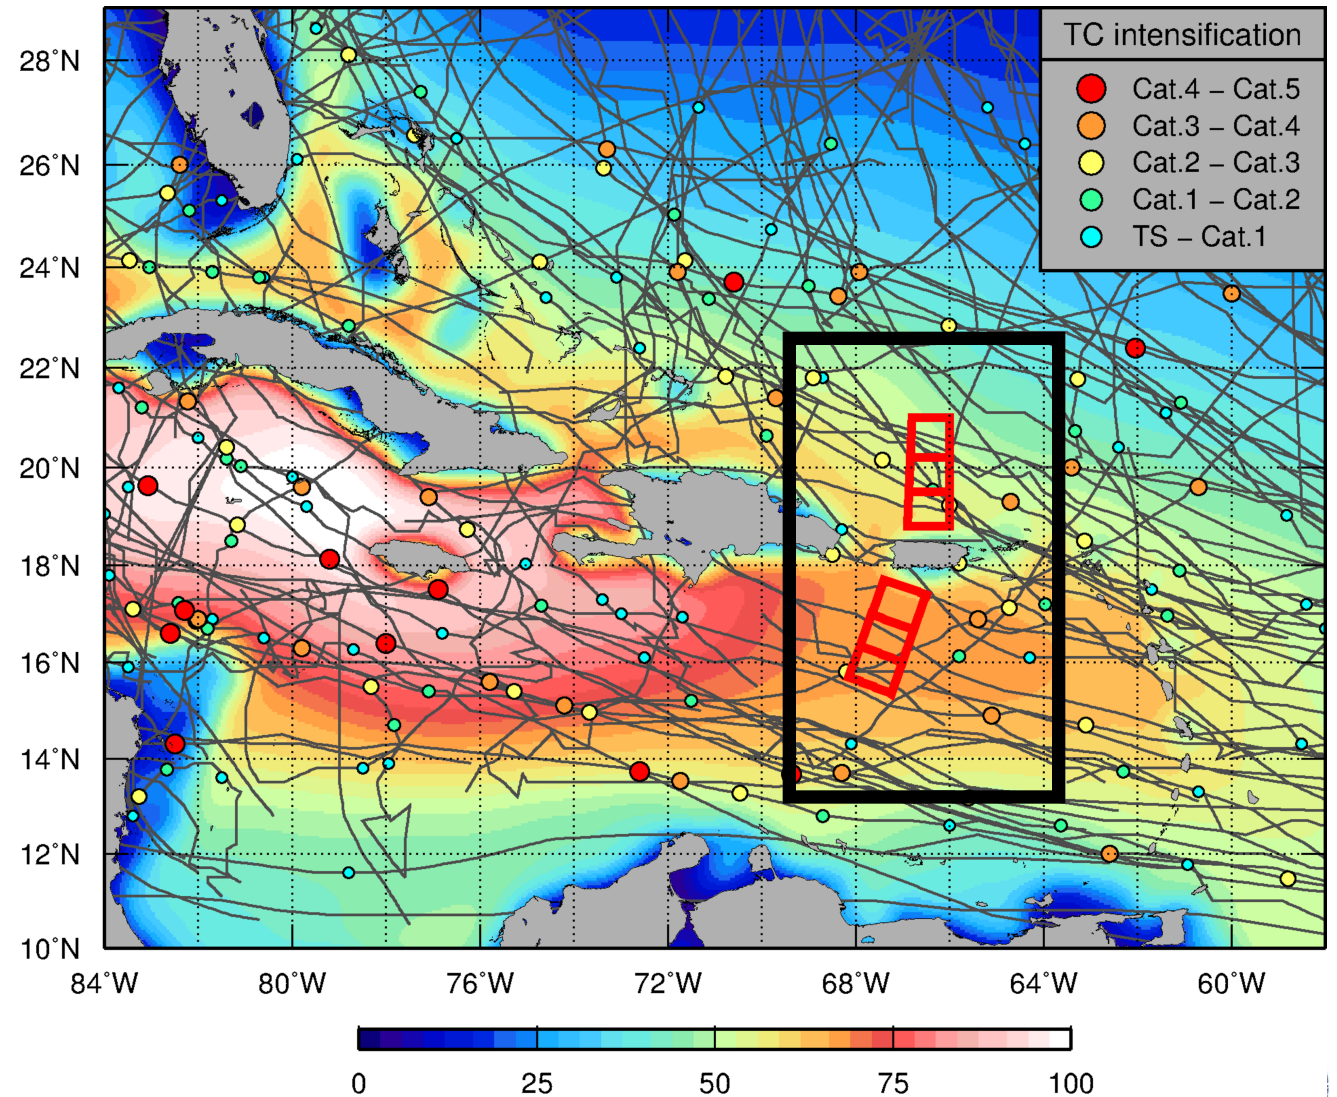 TC intensification
Cat.4 – Cat.5
Cat.3 – Cat.4
Cat.2 – Cat.3
Cat.1 – Cat.2
TS – Cat.1
28˚N
26˚N
24˚N
22˚N
20˚N
18˚N
16˚N
14˚N
12˚N
10˚N
84˚W 80˚W 76˚W 72˚W 68˚W 64˚W 60˚W
0 25 50 75 100